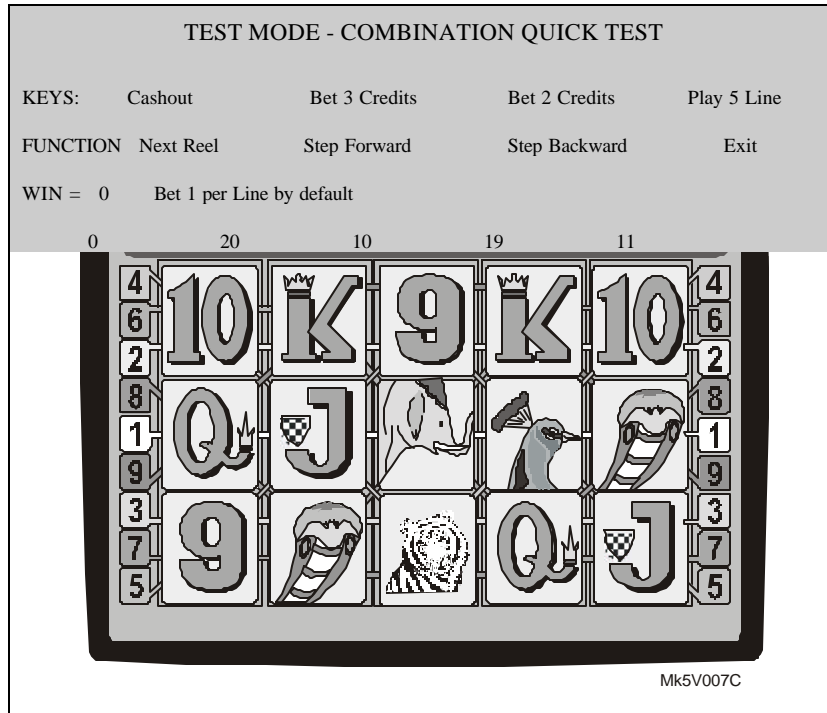 TEST MODE - COMBINATION QUICK TEST
KEYS: Cashout Bet 3 Credits Bet 2 Credits Play 5 Line
FUNCTION Next Reel Step Forward Step Backward Exit
WIN = 0 Bet 1 per Line by default
0 20 10 19 11
4 10 K 9 K 10 4
6 6
2 2
8 8
1 Q J 1
9 9
3 9 Q J 3
7 7
5 5
Mk5V007C